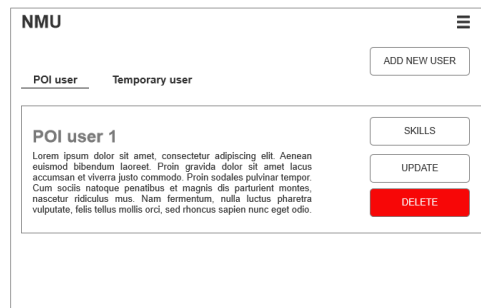 NMU
ADD NEW USER
POI user
Temporary user
POI user 1
Lorem ipsum dolor sit amet, consectetur adipiscing elit. Aenean
euismod bibendum laoreet. Proin gravida dolor sit amet lacus
accumsan et viverra justo commodo. Proin sodales pulvinar tempor.
Cum sociis natoque penatibus et magnis dis parturient montes,
nascetur ridiculus mus. Nam fermentum, nulla luctus pharetra
vulputate, felis tellus mollis orci, sed rhoncus sapien nunc eget odio.
SKILLS
UPDATE
DELETE